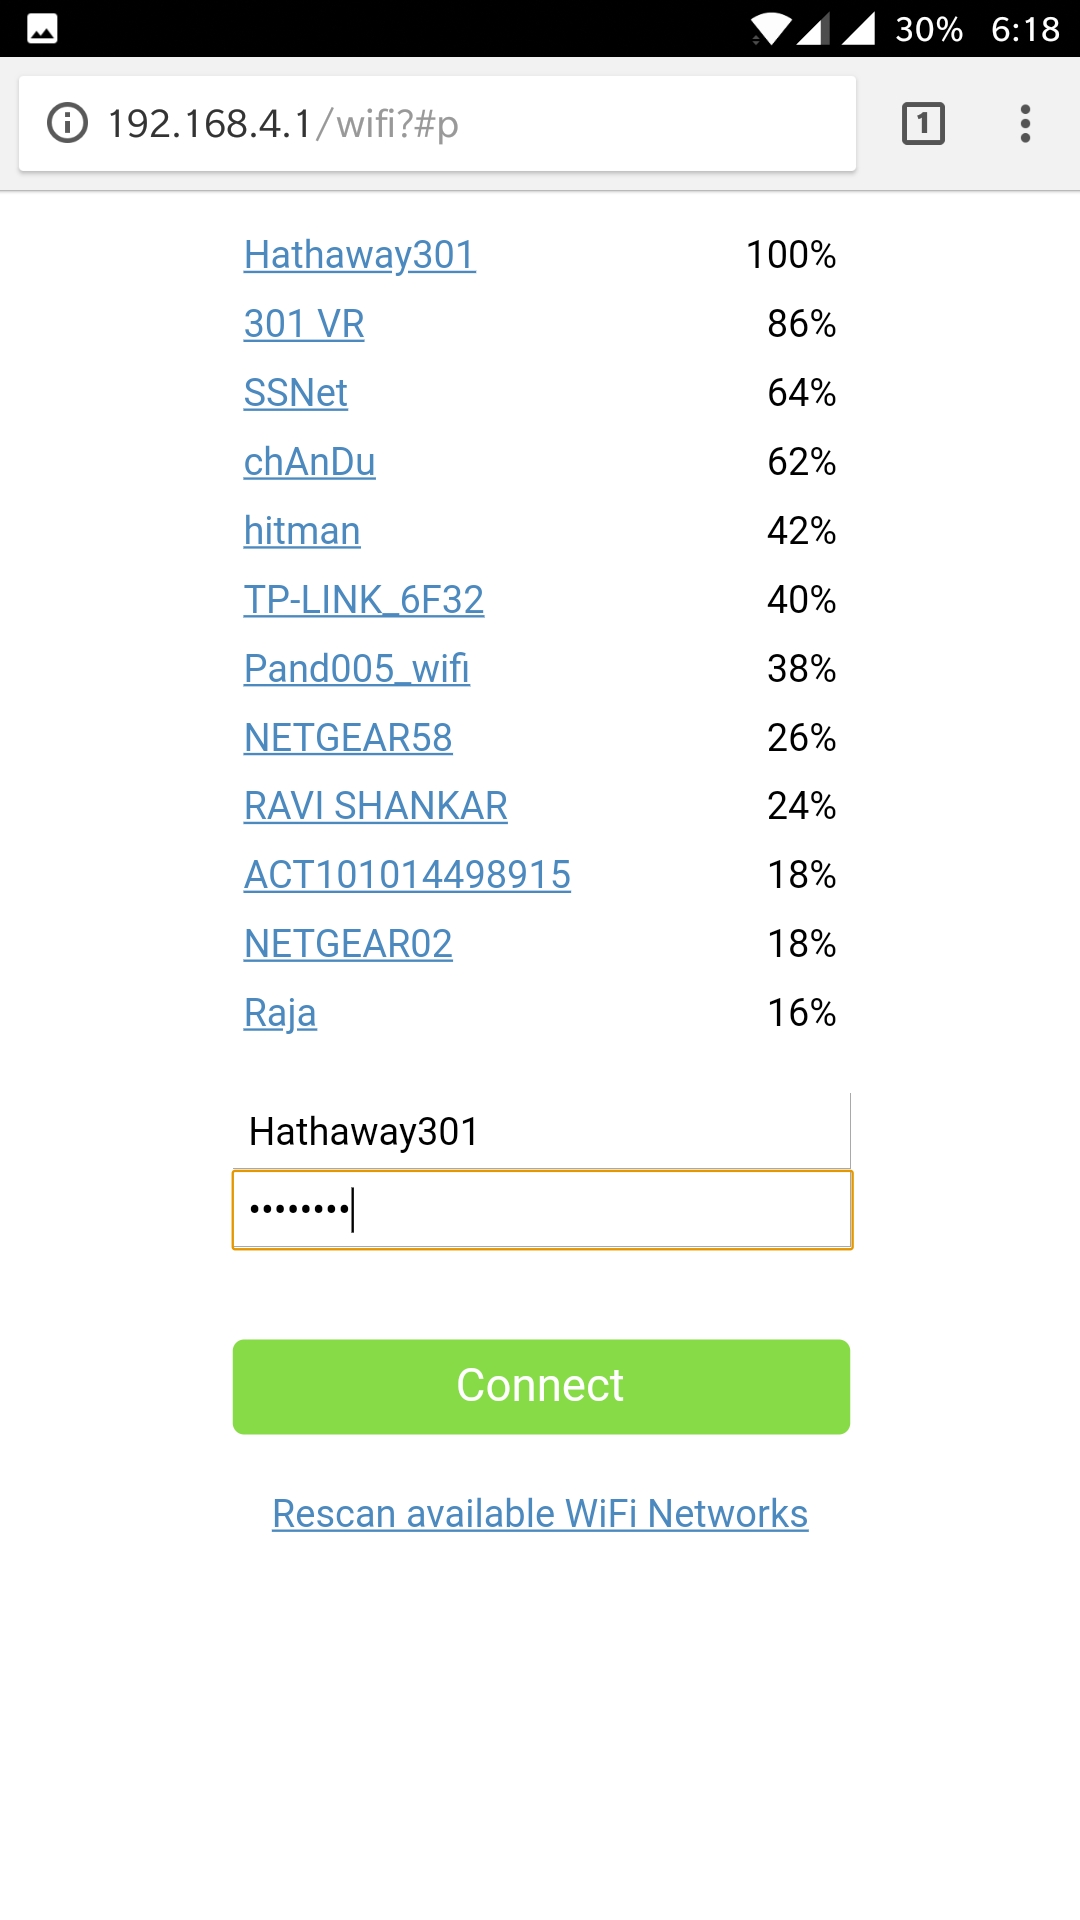 30% 6:18
192.168.4.1/wifi?#p 1
Hathaway301 100%
301 VR 86%
SSNet 64%
chAnDu 62%
hitman 42%
TP-LINK_6F32 40%
Pand005_wifi 38%
NETGEAR58 26%
RAVI SHANKAR 24%
ACT101014498915 18%
NETGEAR02 18%
Raja 16%
Hathaway301
••••••••
Connect
Rescan available WiFi Networks